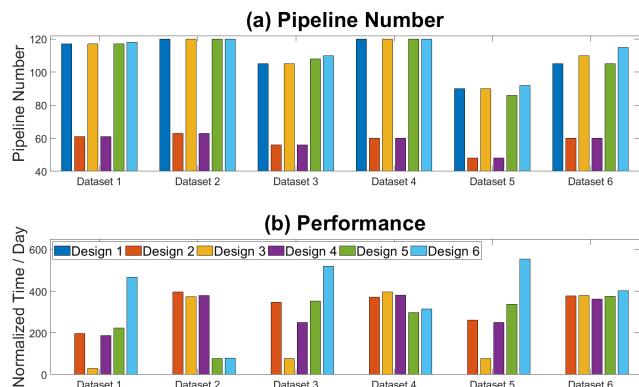 (a) Pipeline Number
Pipeline Number
120
100
80
60
40
Dataset 1 Dataset 2 Dataset 3 Dataset 4 Dataset 5 Dataset 6
(b) Performance
Normalized Time / Day
600
400
200
0
Design 1 Design 2 Design 3 Design 4 Design 5 Design 6
Dataset 1 Dataset 2 Dataset 3 Dataset 4 Dataset 5 Dataset 6